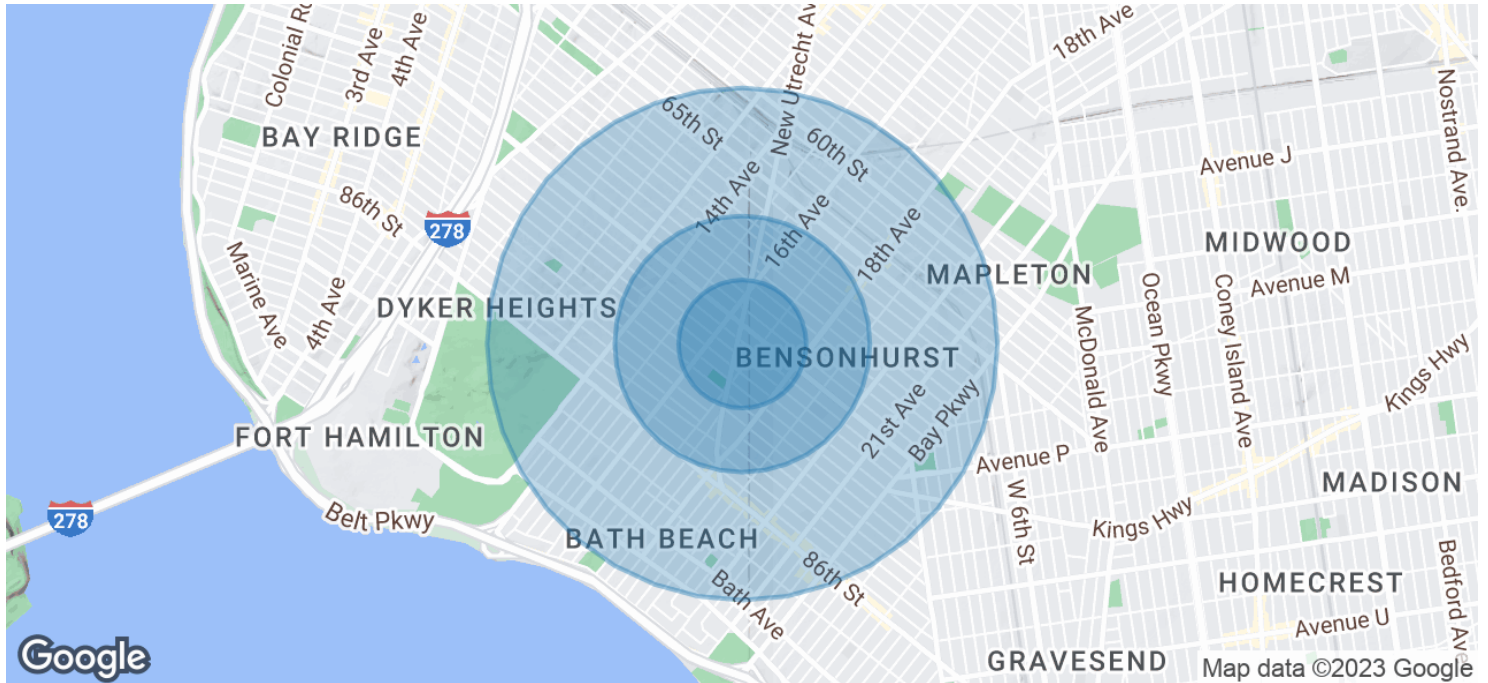 Colonial Ro
3rd Ave
4th Ave
New Utrecht Av
18th Ave
Nostrand Ave.
65th St
60th St
BAY RIDGE
Avenue J
86th St
14th Ave
16th Ave
278
18th Ave
MIDWOOD
Marine Ave
4th Ave
MAPLETON
Avenue M
DYKER HEIGHTS
McDonald Ave
Ocean Pkwy
Coney Island Ave
BENSONHURST
Kings Hwy
21st Ave
Bay Pkwy
FORT HAMILTON
Avenue P
MADISON
278
Belt Pkwy
W 6th St
Kings Hwy
BATH BEACH
86th St
Bath Ave
HOMECREST
Bedford Ave
Avenue U
GRAVESEND
Google
Map data ©2023 Google